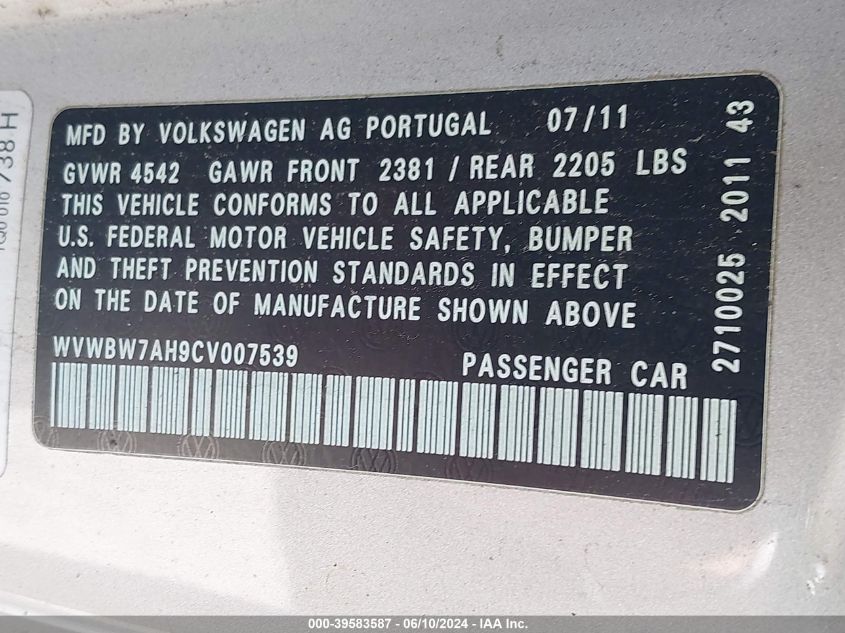 MFD BY VOLKSWAGEN AG PORTUGAL 07/11
GVWR 4542 GAWR FRONT 2381 / REAR 2205 LBS
THIS VEHICLE CONFORMS TO ALL APPLICABLE
U.S. FEDERAL MOTOR VEHICLE SAFETY, BUMPER
AND THEFT PREVENTION STANDARDS IN EFFECT
ON THE DATE OF MANUFACTURE SHOWN ABOVE
WVWBW7AH9CV007539 PASSENGER CAR
2710025 2011 43
738 H
000-39583587 - 06/10/2024 - IAA Inc.